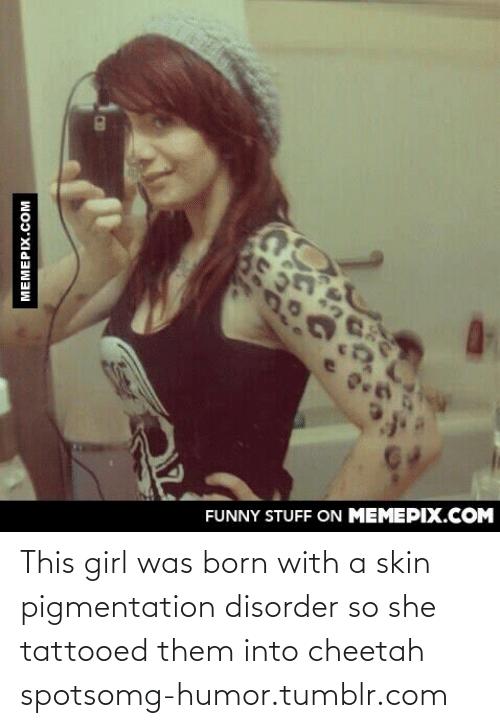 MEMEPIX.COM
FUNNY STUFF ON MEMEPIX.COM
This girl was born with a skin
pigmentation disorder so she
tattooed them into cheetah
spotsomg-humor.tumblr.com